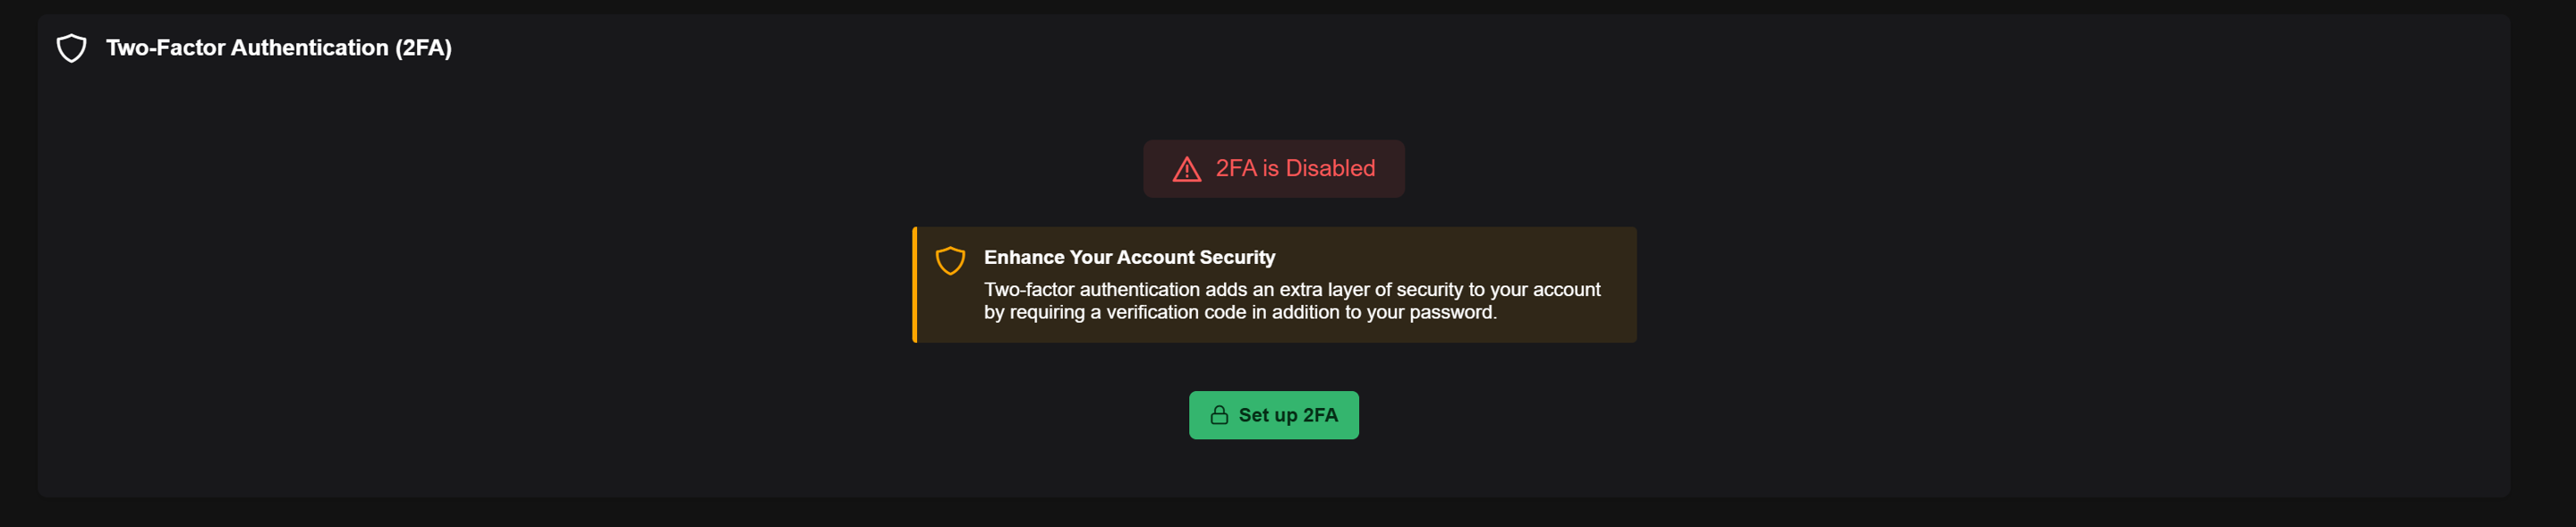 Two-Factor Authentication (2FA)
2FA is Disabled
Enhance Your Account Security
Two-factor authentication adds an extra layer of security to your account
by requiring a verification code in addition to your password.
Set up 2FA